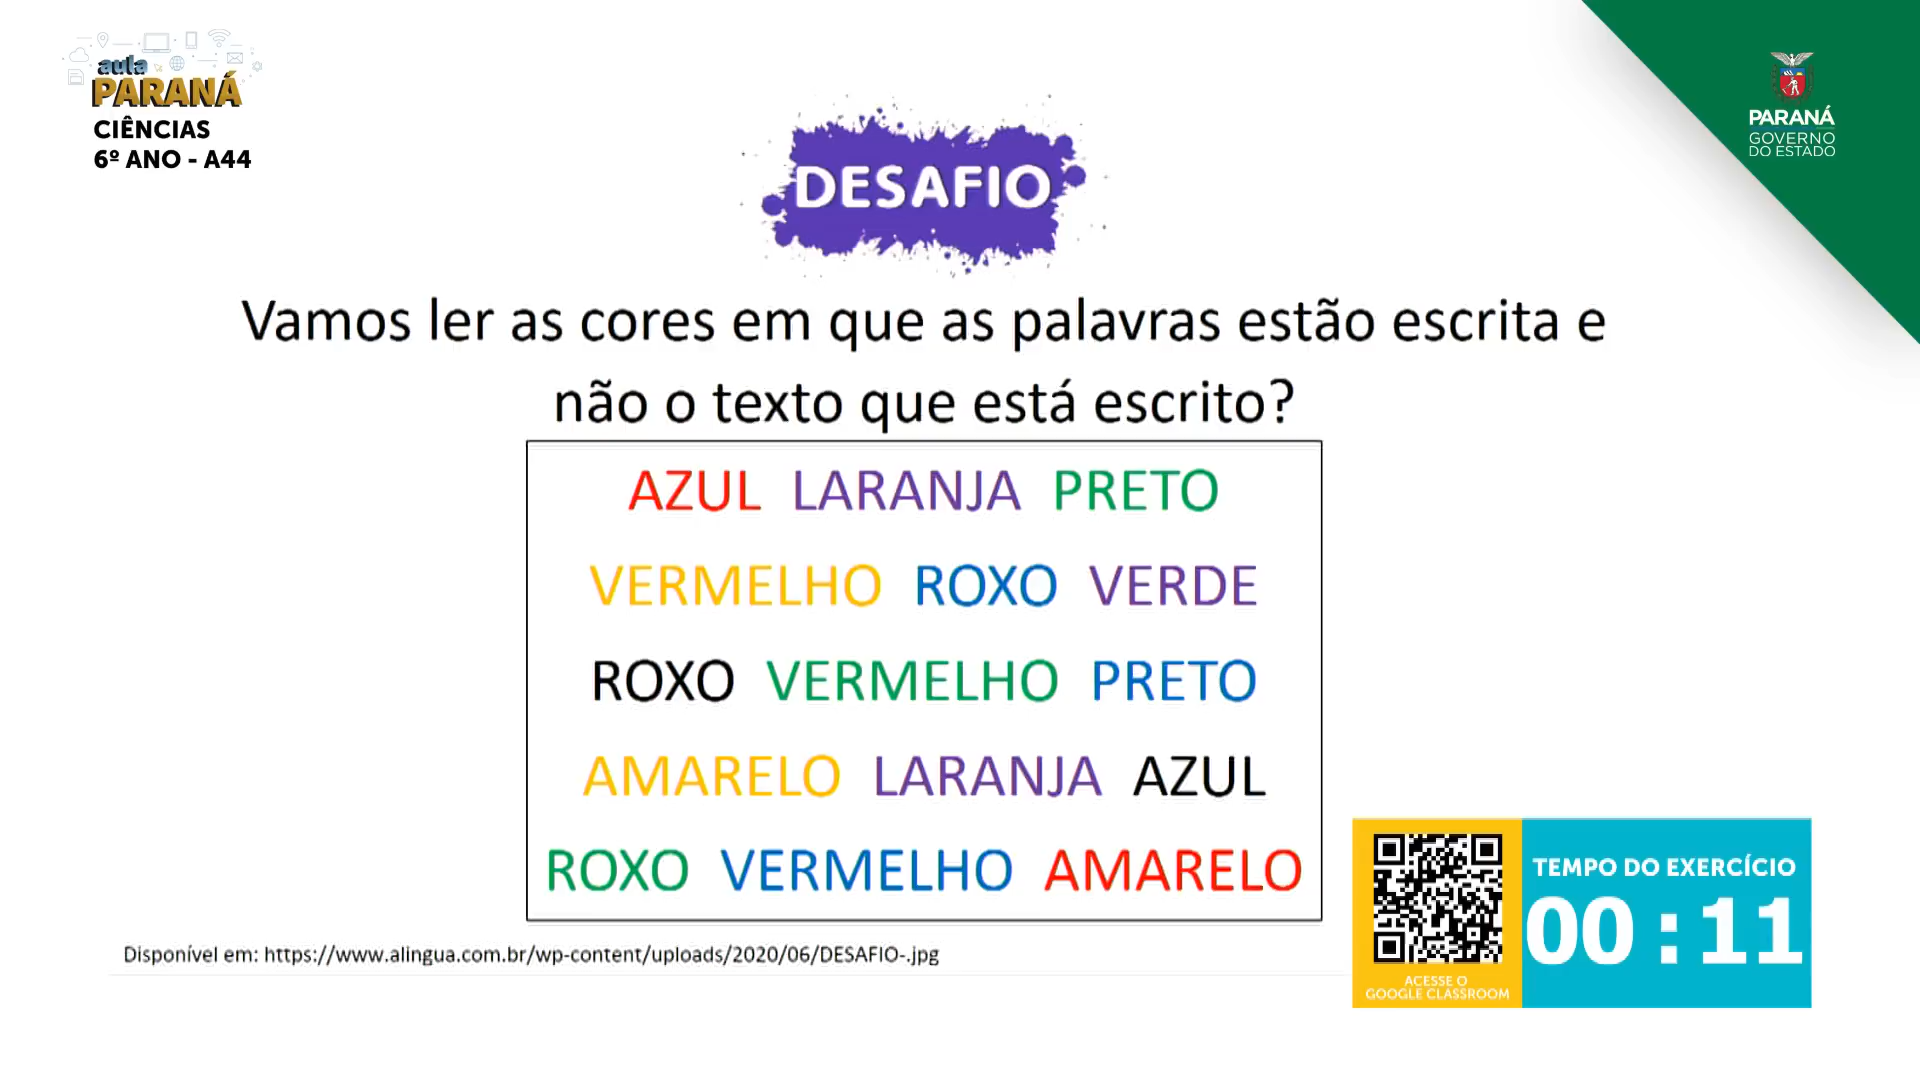 aula
PARANÁ
CIÊNCIAS
6º ANO - A44
PARANÁ
GOVERNO
DO ESTADO
DESAFIO
Vamos ler as cores em que as palavras estão escrita e
não o texto que está escrito?
AZUL LARANJA PRETO
VERMELHO ROXO VERDE
ROXO VERMELHO PRETO
AMARELO LARANJA AZUL
ROXO VERMELHO AMARELO
Disponível em: https://www.alingua.com.br/wp-content/uploads/2020/06/DESAFIO-.jpg
ACESSE O
GOOGLE CLASSROOM
TEMPO DO EXERCÍCIO
00 : 11